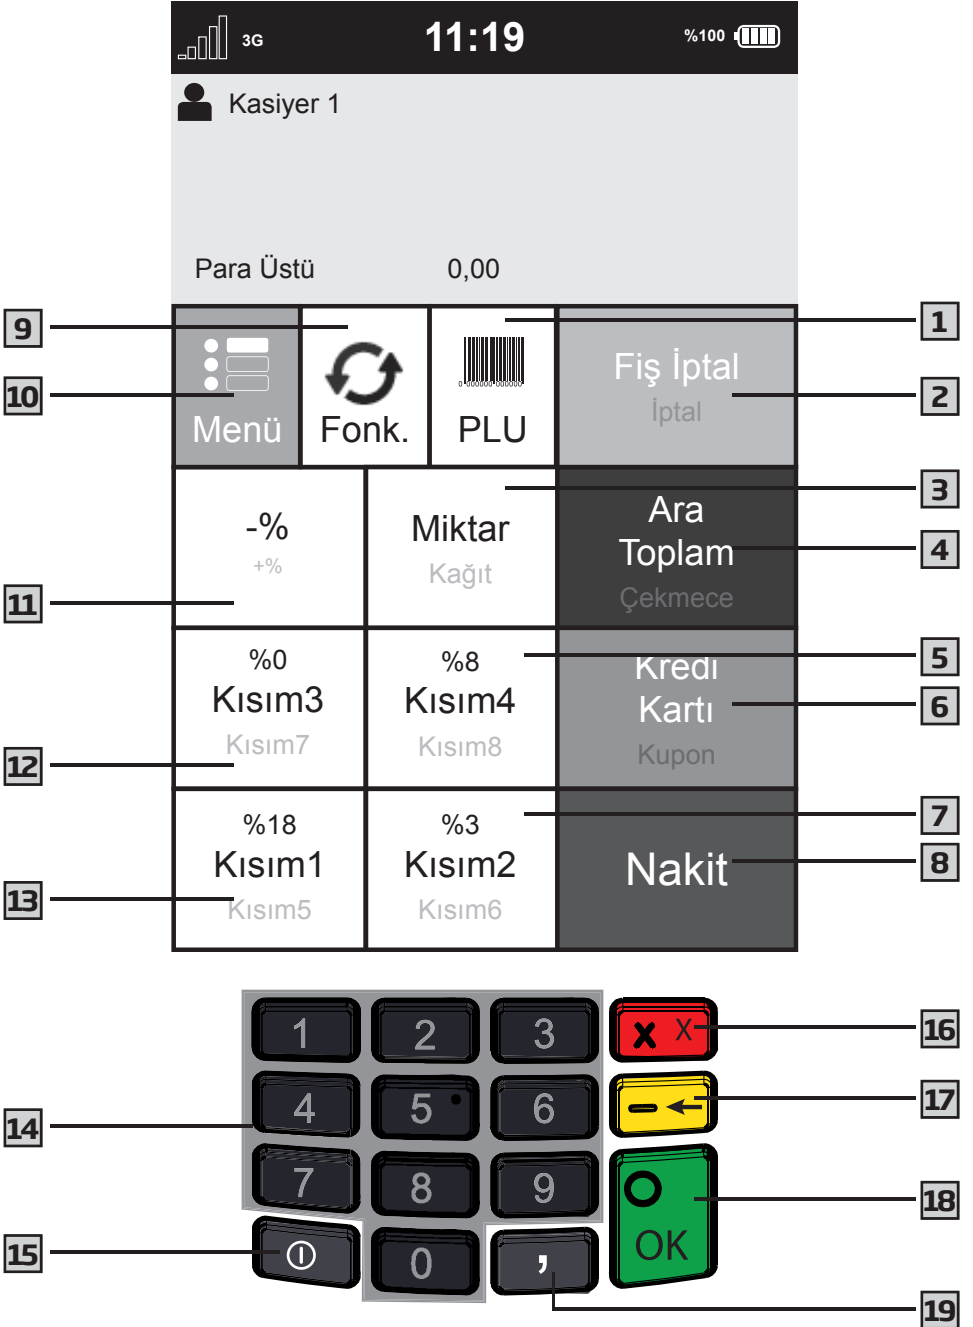 3G 11:19 %100
Kasiyer 1
Para Üstü 0,00
9 1
10 2
Menü Fonk. PLU Fiş İptal
0 000000 000000
İptal
3
-% Miktar Ara
Toplam 4
+% Kağıt
Çekmece
11
%0 %8 Kredi 5
Kısım3 Kısım4 Kartı 6
Kısım7 Kısım8 Kupon
12
%18 %3 7
Kısım1 Kısım2 Nakit 8
13 Kısım5 Kısım6
1 2 3 X X 16
4 5 6 17
14
7 8 9 18
15 0 , OK
19